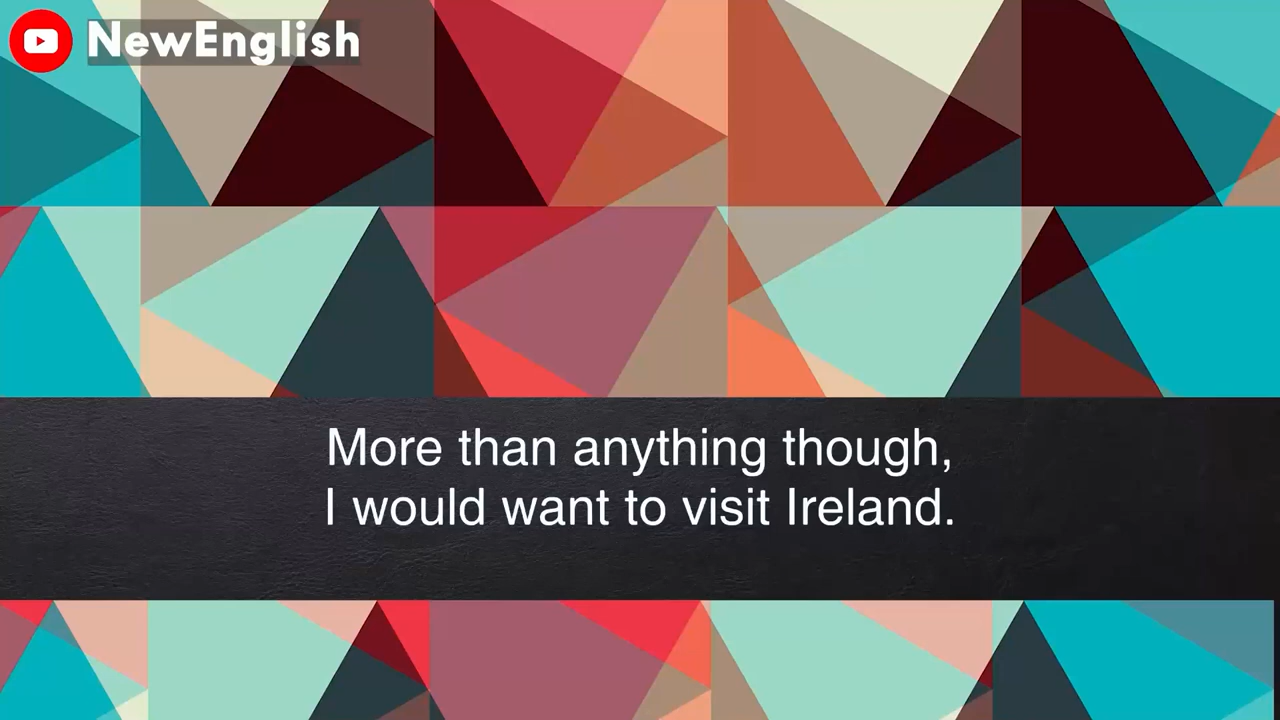 NewEnglish
More than anything though,
I would want to visit Ireland.